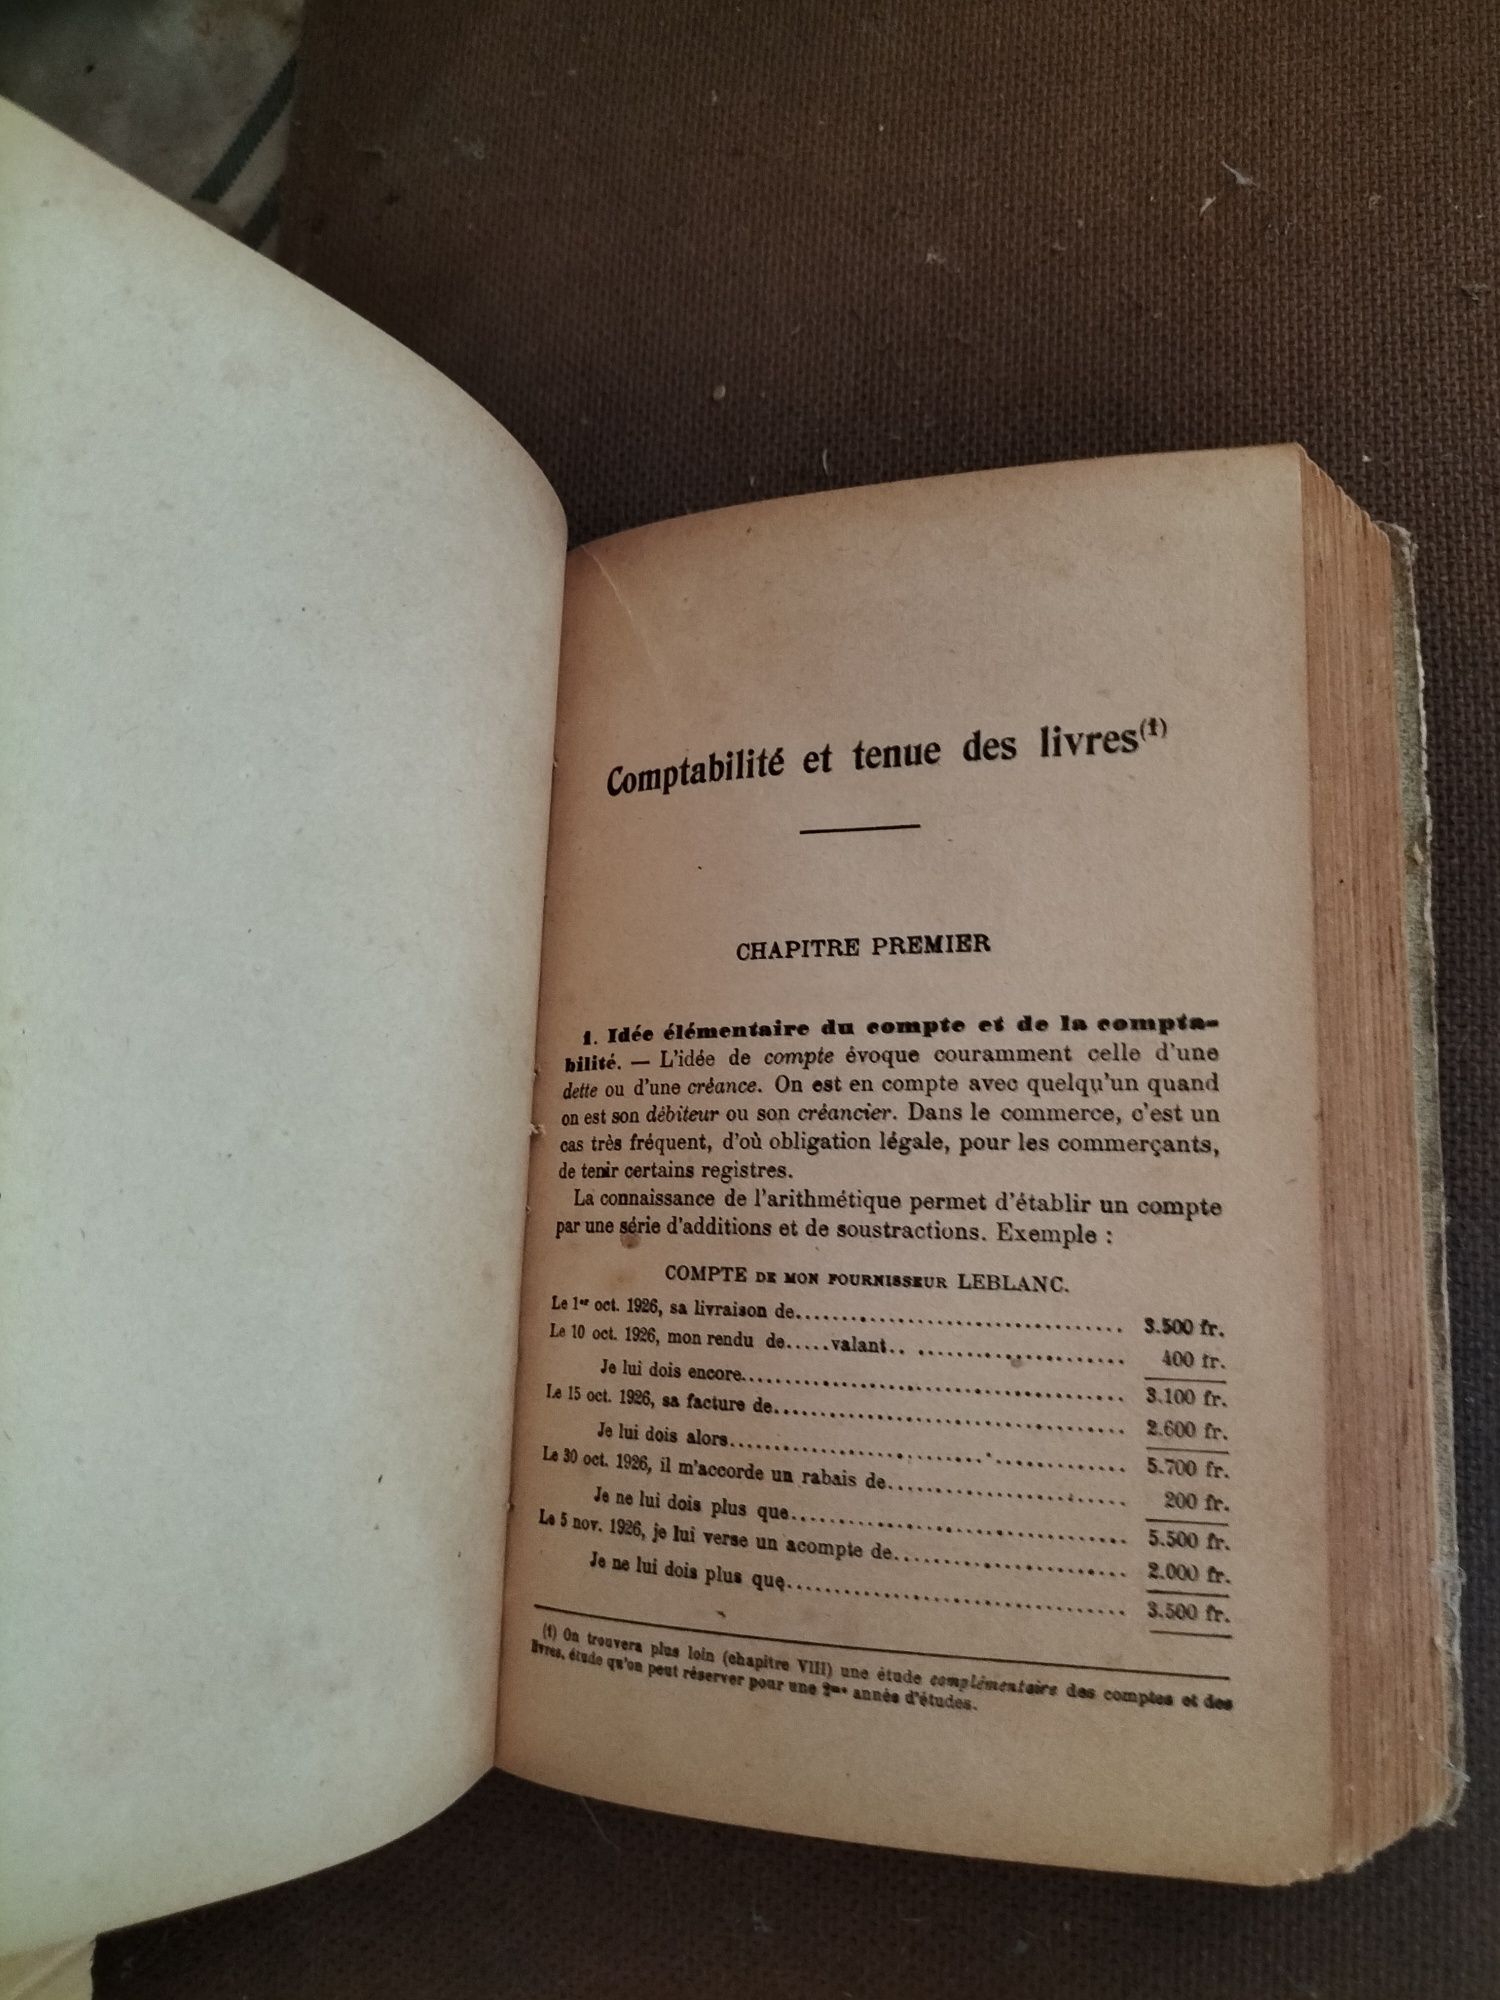 Comptabilité et tenue des livres(1)
CHAPITRE PREMIER
1. Idée élémentaire du compte et de la compta-
bilité. — L'idée de compte évoque couramment celle d'une
dette ou d'une créance. On est en compte avec quelqu'un quand
on est son débiteur ou son créancier. Dans le commerce, c'est un
cas très fréquent, d'où obligation légale, pour les commerçants,
de tenir certains registres.
La connaissance de l'arithmétique permet d'établir un compte
par une série d'additions et de soustractions. Exemple :
COMPTE DE MON FOURNISSEUR LEBLANC.
Le 1er oct. 1926, sa livraison de.................................... 3.500 fr.
Le 10 oct. 1926, mon rendu de.....valant.. ...................... 400 fr.
Je lui dois encore........................................ 3.100 fr.
Le 15 oct. 1926, sa facture de..................................... 2.600 fr.
Je lui dois alors.......................................... 5.700 fr.
Le 30 oct. 1926, il m'accorde un rabais de......................... 200 fr.
Je ne lui dois plus que................................... 5.500 fr.
Le 5 nov. 1926, je lui verse un acompte de......................... 2.000 fr.
Je ne lui dois plus que................................... 3.500 fr.
(1) On trouvera plus loin (chapitre VIII) une étude complémentaire des comptes et des
livres, étude qu'on peut réserver pour une 2me année d'études.